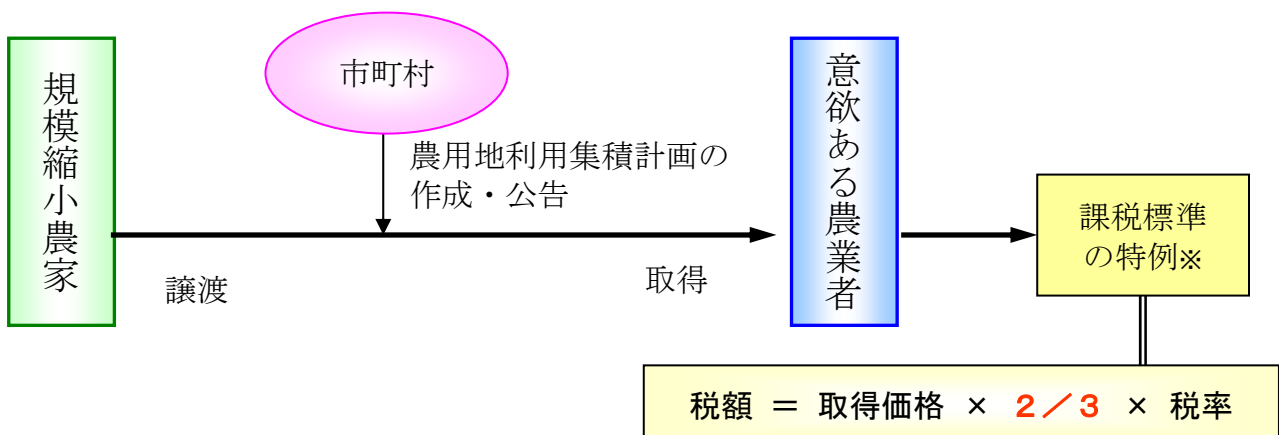 規模縮小農家
市町村
農用地利用集積計画の
作成・公告
譲渡
取得
意欲ある農業者
課税標準
の特例※
税額 = 取得価格 × 2/3 × 税率